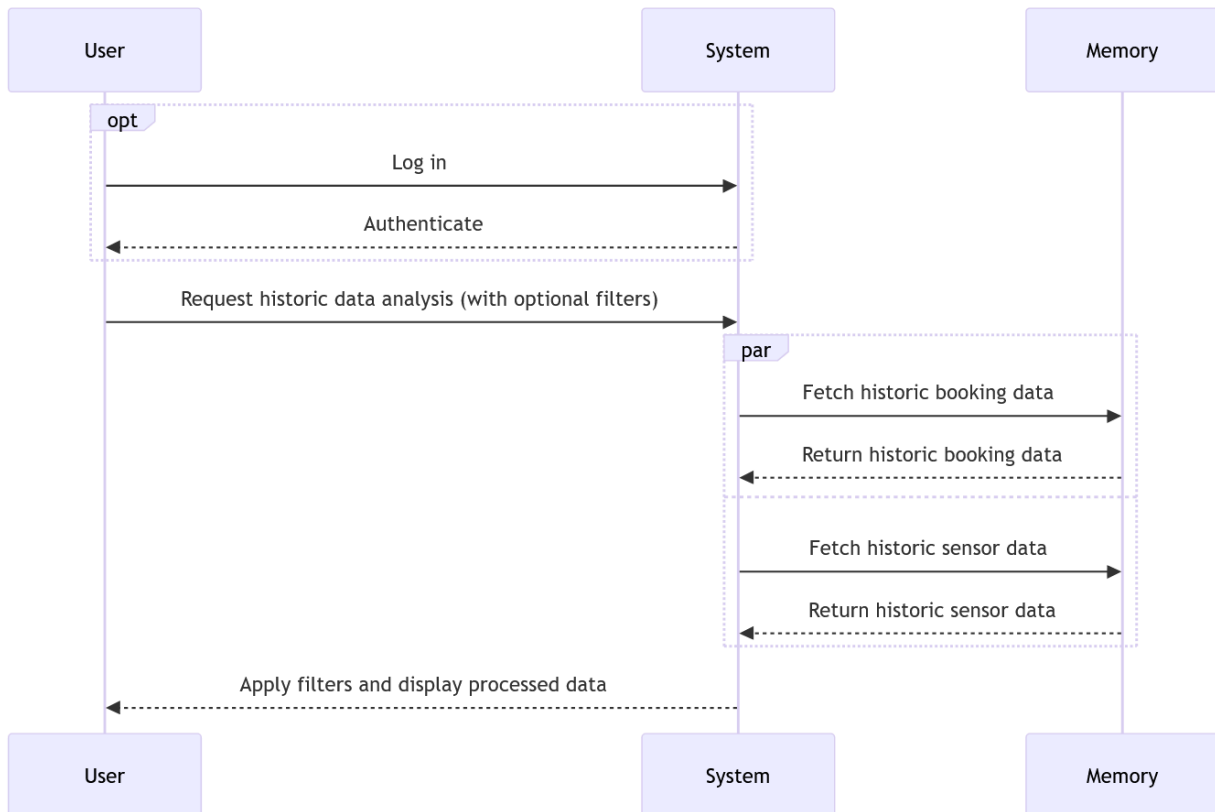 User
System
Memory
opt
Log in
Authenticate
Request historic data analysis (with optional filters)
par
Fetch historic booking data
Return historic booking data
Fetch historic sensor data
Return historic sensor data
Apply filters and display processed data
User
System
Memory